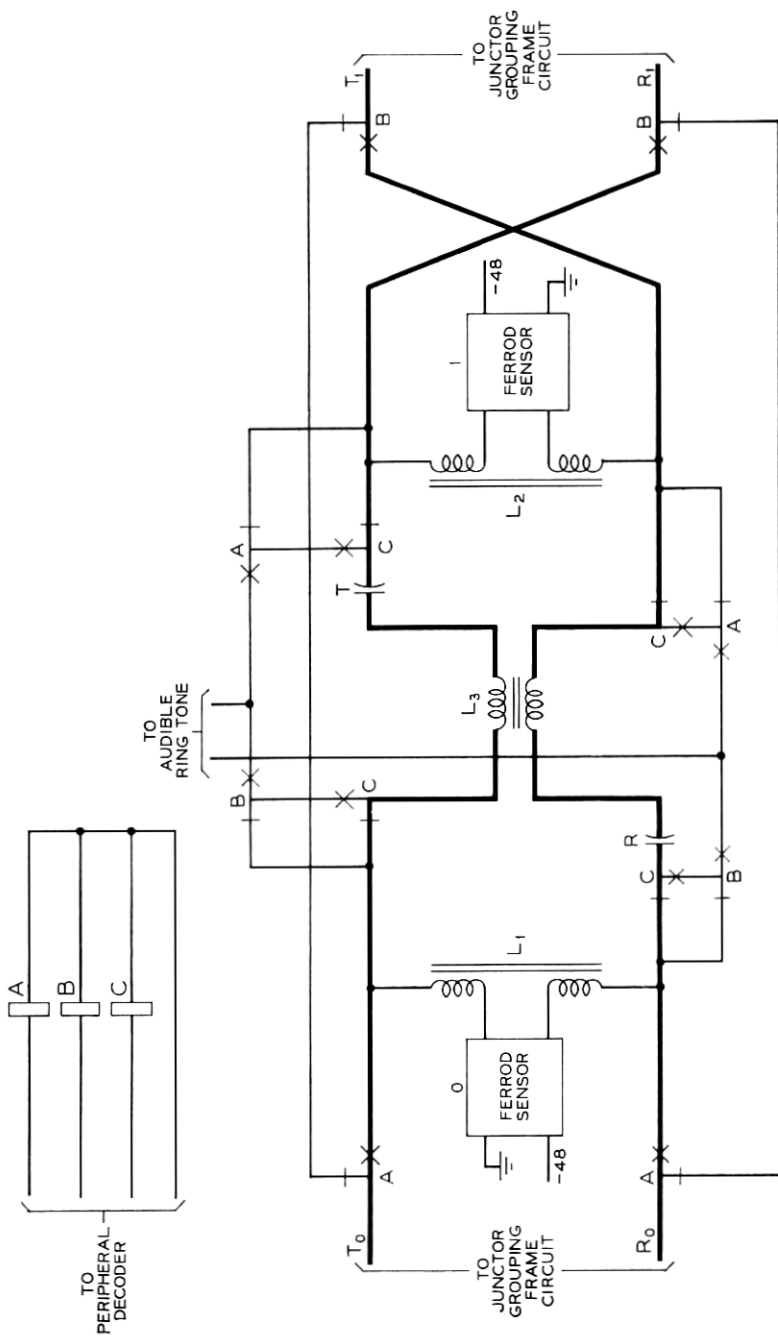 TO
PERIPHERAL
DECODER
A
B
C
TO
AUDIBLE
RING TONE
TO
JUNCTOR
GROUPING
FRAME
CIRCUIT
T₀
R₀
A
A
0
FERROD
SENSOR
-48
L₁
B
C
C
B
R
L₃
T
A
C
C
A
L₂
1
FERROD
SENSOR
-48
B
B
T₁
R₁
TO
JUNCTOR
GROUPING
FRAME
CIRCUIT